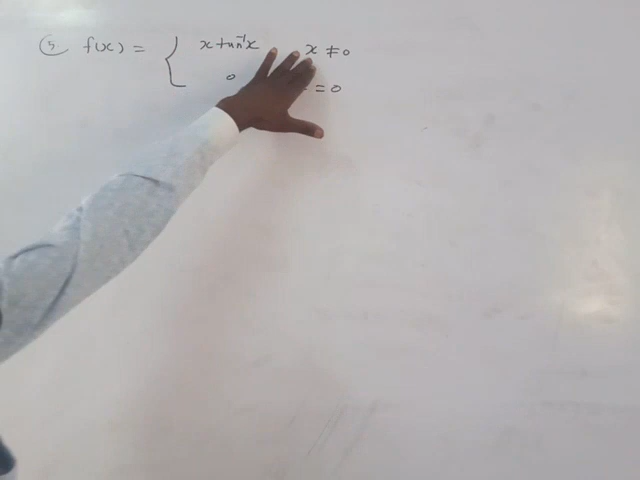 ⑤ f(x) = { x tan⁻¹x x ≠ 0
0 = 0